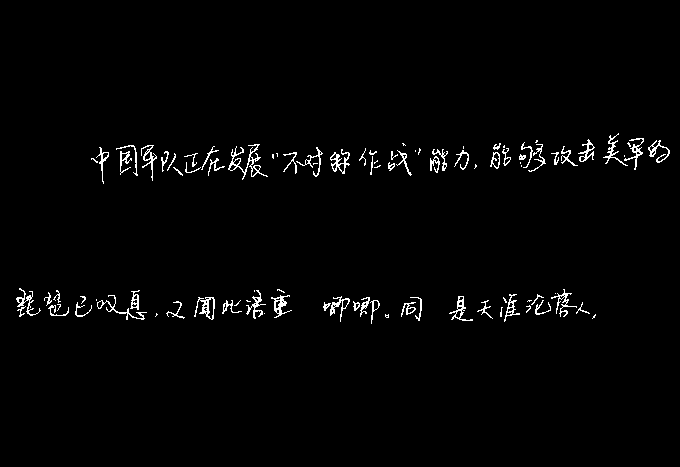 中国军队正在发展"不对称作战"能力,能够攻击美军的
琵琶已叹息,又闻此语重 唧唧。同 是天涯沦落人,